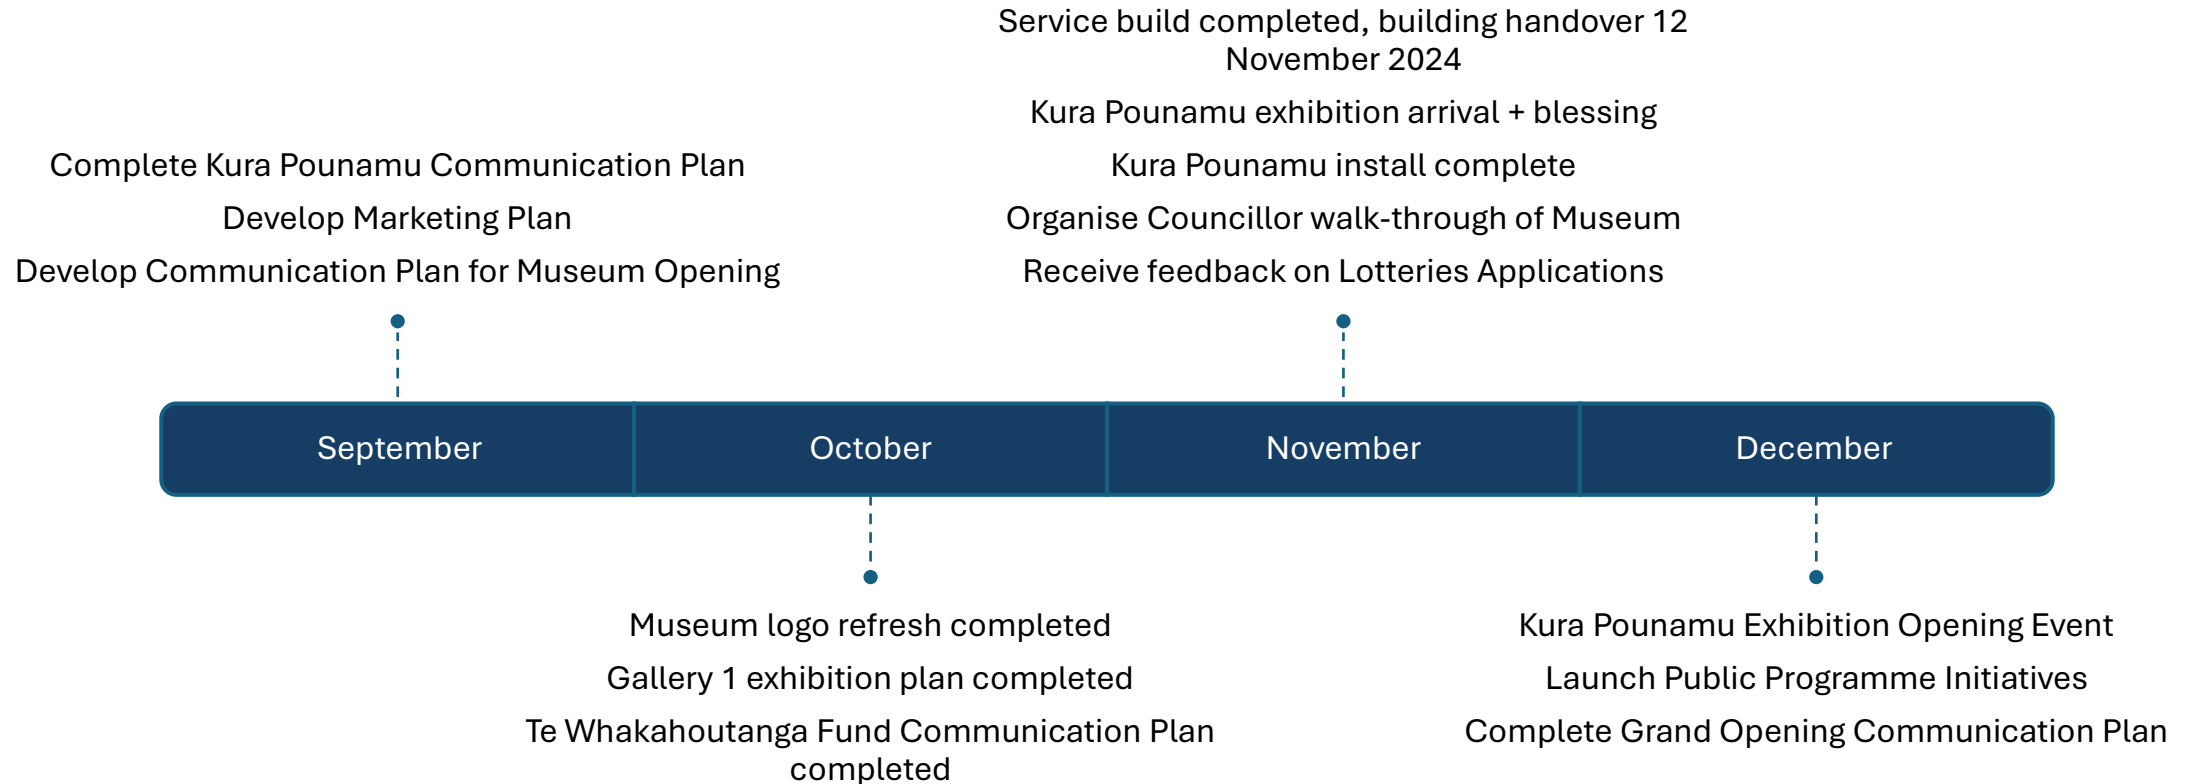 Service build completed, building handover 12
November 2024
Kura Pounamu exhibition arrival + blessing
Kura Pounamu install complete
Organise Councillor walk-through of Museum
Receive feedback on Lotteries Applications
Complete Kura Pounamu Communication Plan
Develop Marketing Plan
Develop Communication Plan for Museum Opening
September
October
November
December
Museum logo refresh completed
Gallery 1 exhibition plan completed
Te Whakahoutanga Fund Communication Plan
completed
Kura Pounamu Exhibition Opening Event
Launch Public Programme Initiatives
Complete Grand Opening Communication Plan